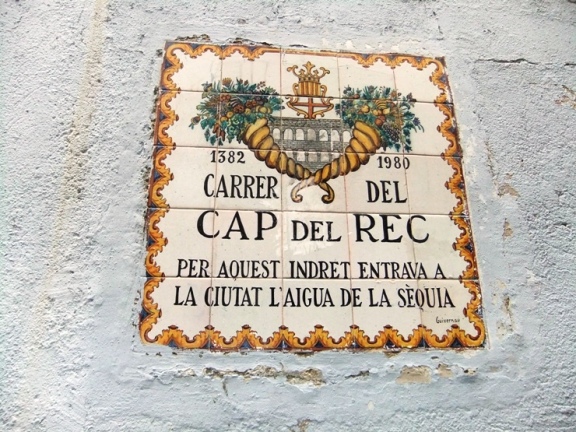 1382 1980
CARRER DEL
CAP DEL REC
PER AQUEST INDRET ENTRAVA A
LA CIUTAT L'AIGUA DE LA SÈQUIA